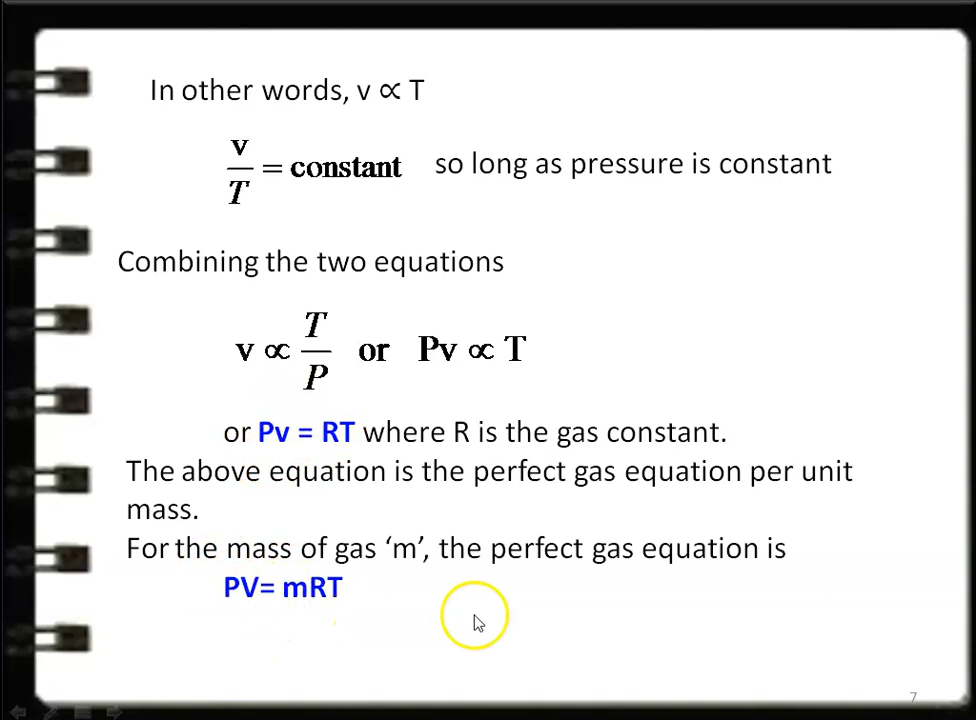 In other words, v ∝ T
v/T = constant so long as pressure is constant
Combining the two equations
v ∝ T/P or Pv ∝ T
or Pv = RT where R is the gas constant.
The above equation is the perfect gas equation per unit
mass.
For the mass of gas ‘m’, the perfect gas equation is
PV= mRT
7